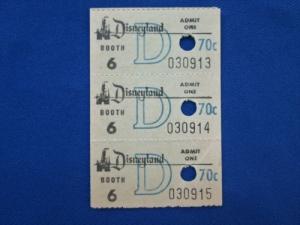 Disneyland
ADMIT
ONE
BOOTH
D
70c
6
030913
Disneyland
ADMIT
ONE
BOOTH
D
70c
6
030914
Disneyland
ADMIT
ONE
BOOTH
D
70c
6
030915